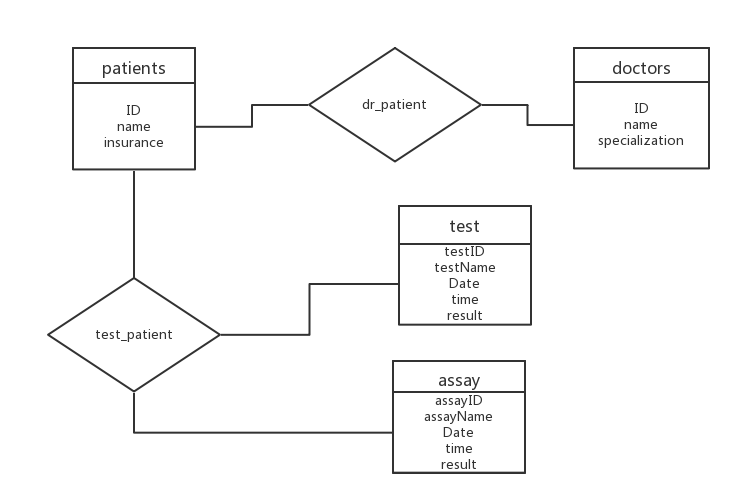 patients
ID
name
insurance
dr_patient
doctors
ID
name
specialization
test
testID
testName
Date
time
result
test_patient
assay
assayID
assayName
Date
time
result